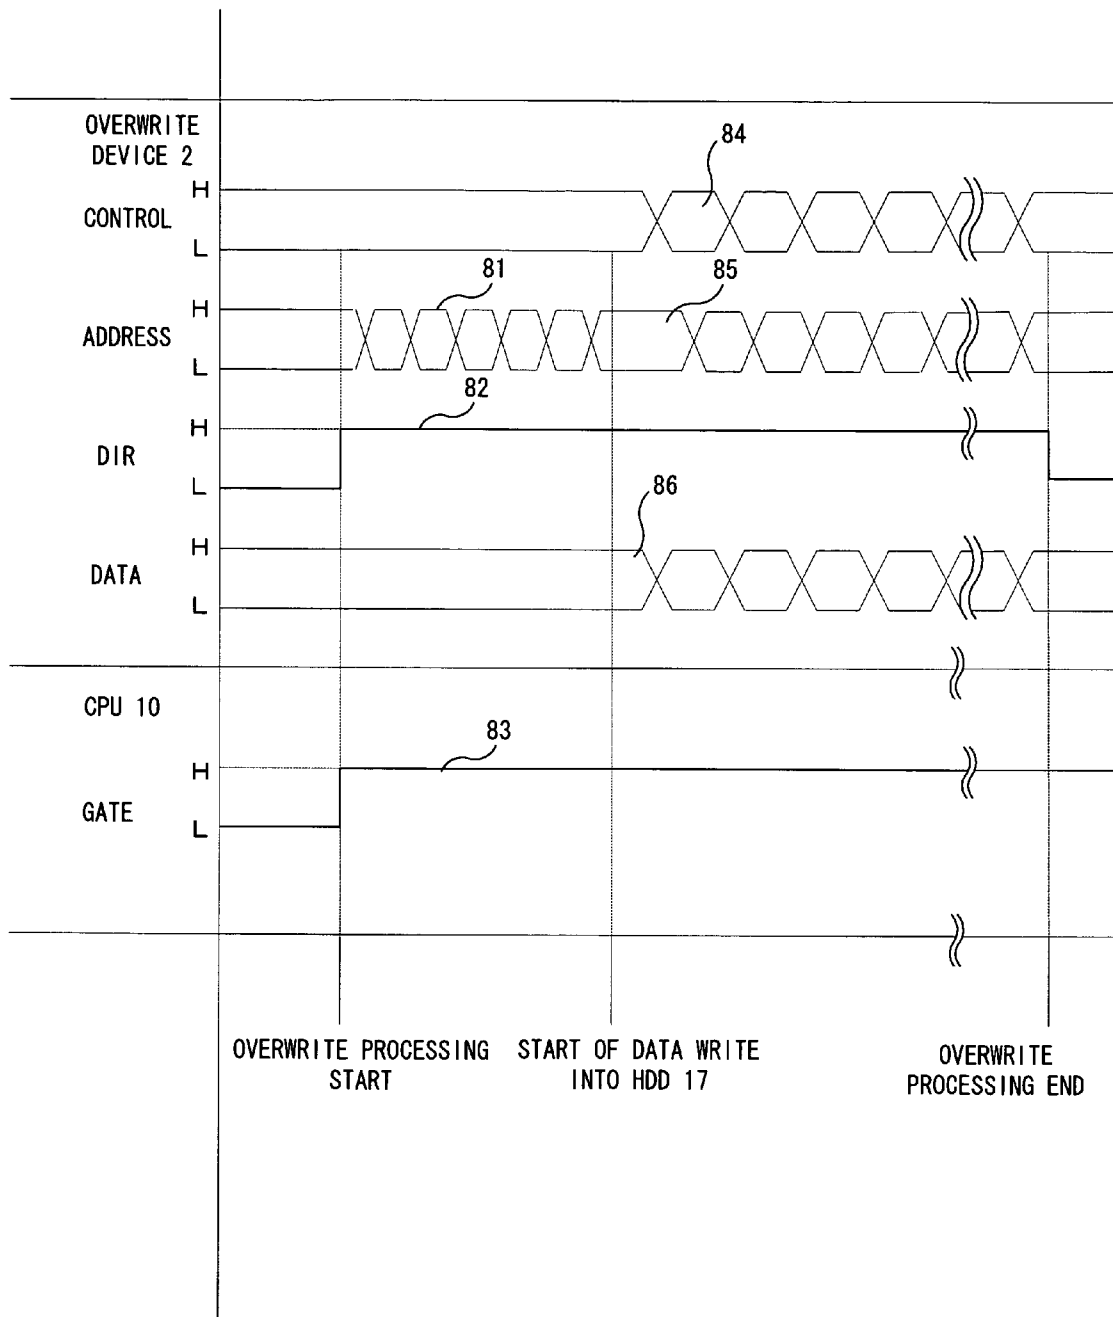 OVERWRITE
DEVICE 2
84
H
CONTROL
L
81
85
H
ADDRESS
L
82
H
DIR
L
86
H
DATA
L
CPU 10
83
H
GATE
L
OVERWRITE PROCESSING
START
START OF DATA WRITE
INTO HDD 17
OVERWRITE
PROCESSING END